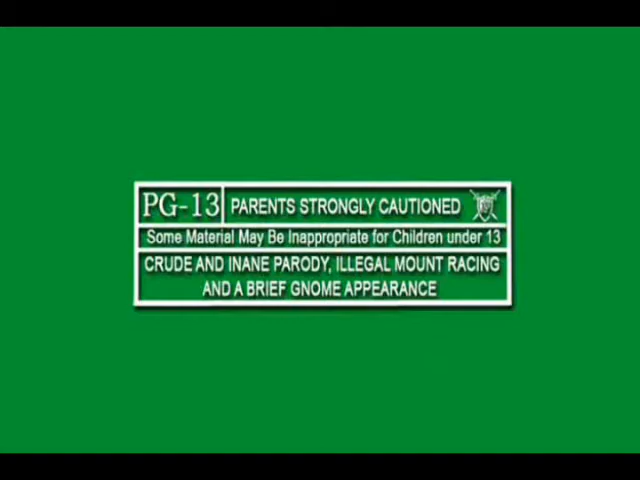 PG-13 PARENTS STRONGLY CAUTIONED
Some Material May Be Inappropriate for Children under 13
CRUDE AND INANE PARODY, ILLEGAL MOUNT RACING
AND A BRIEF GNOME APPEARANCE